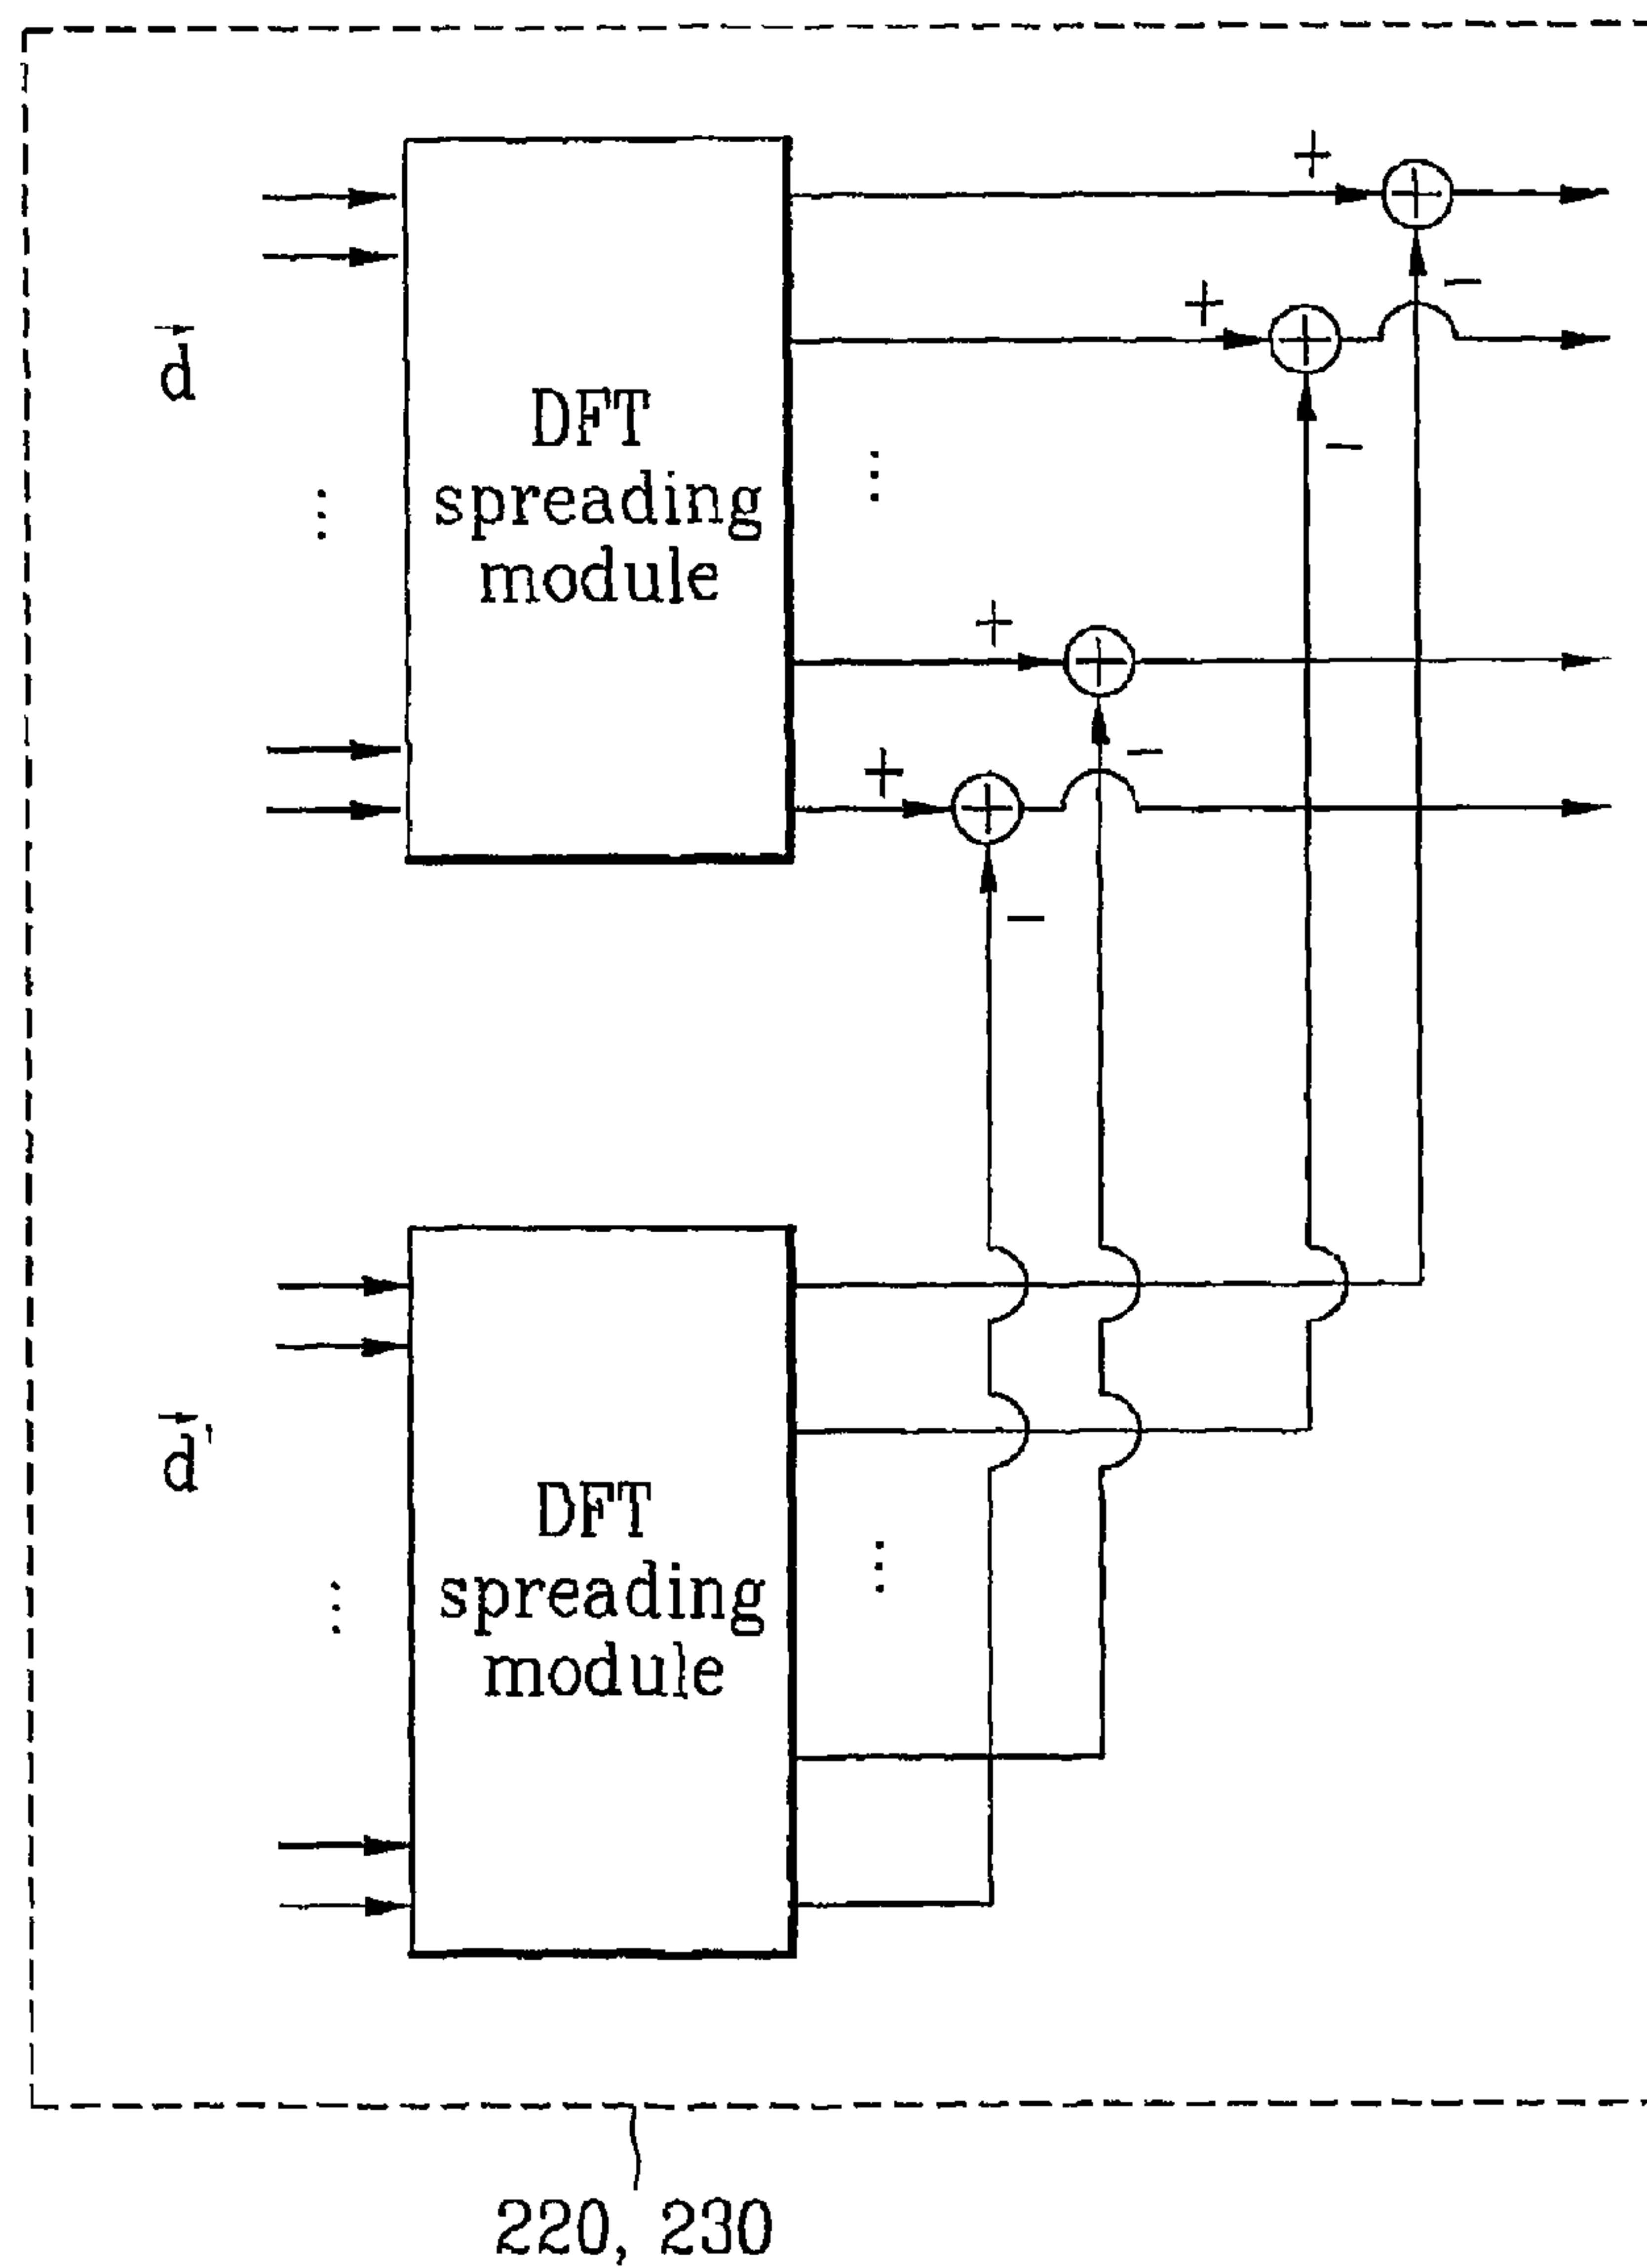 +
−
+
d⃗
−
DFT
spreading
module
⋮
⋮
+
−
+
−
d⃗'
DFT
spreading
module
⋮
⋮
220, 230